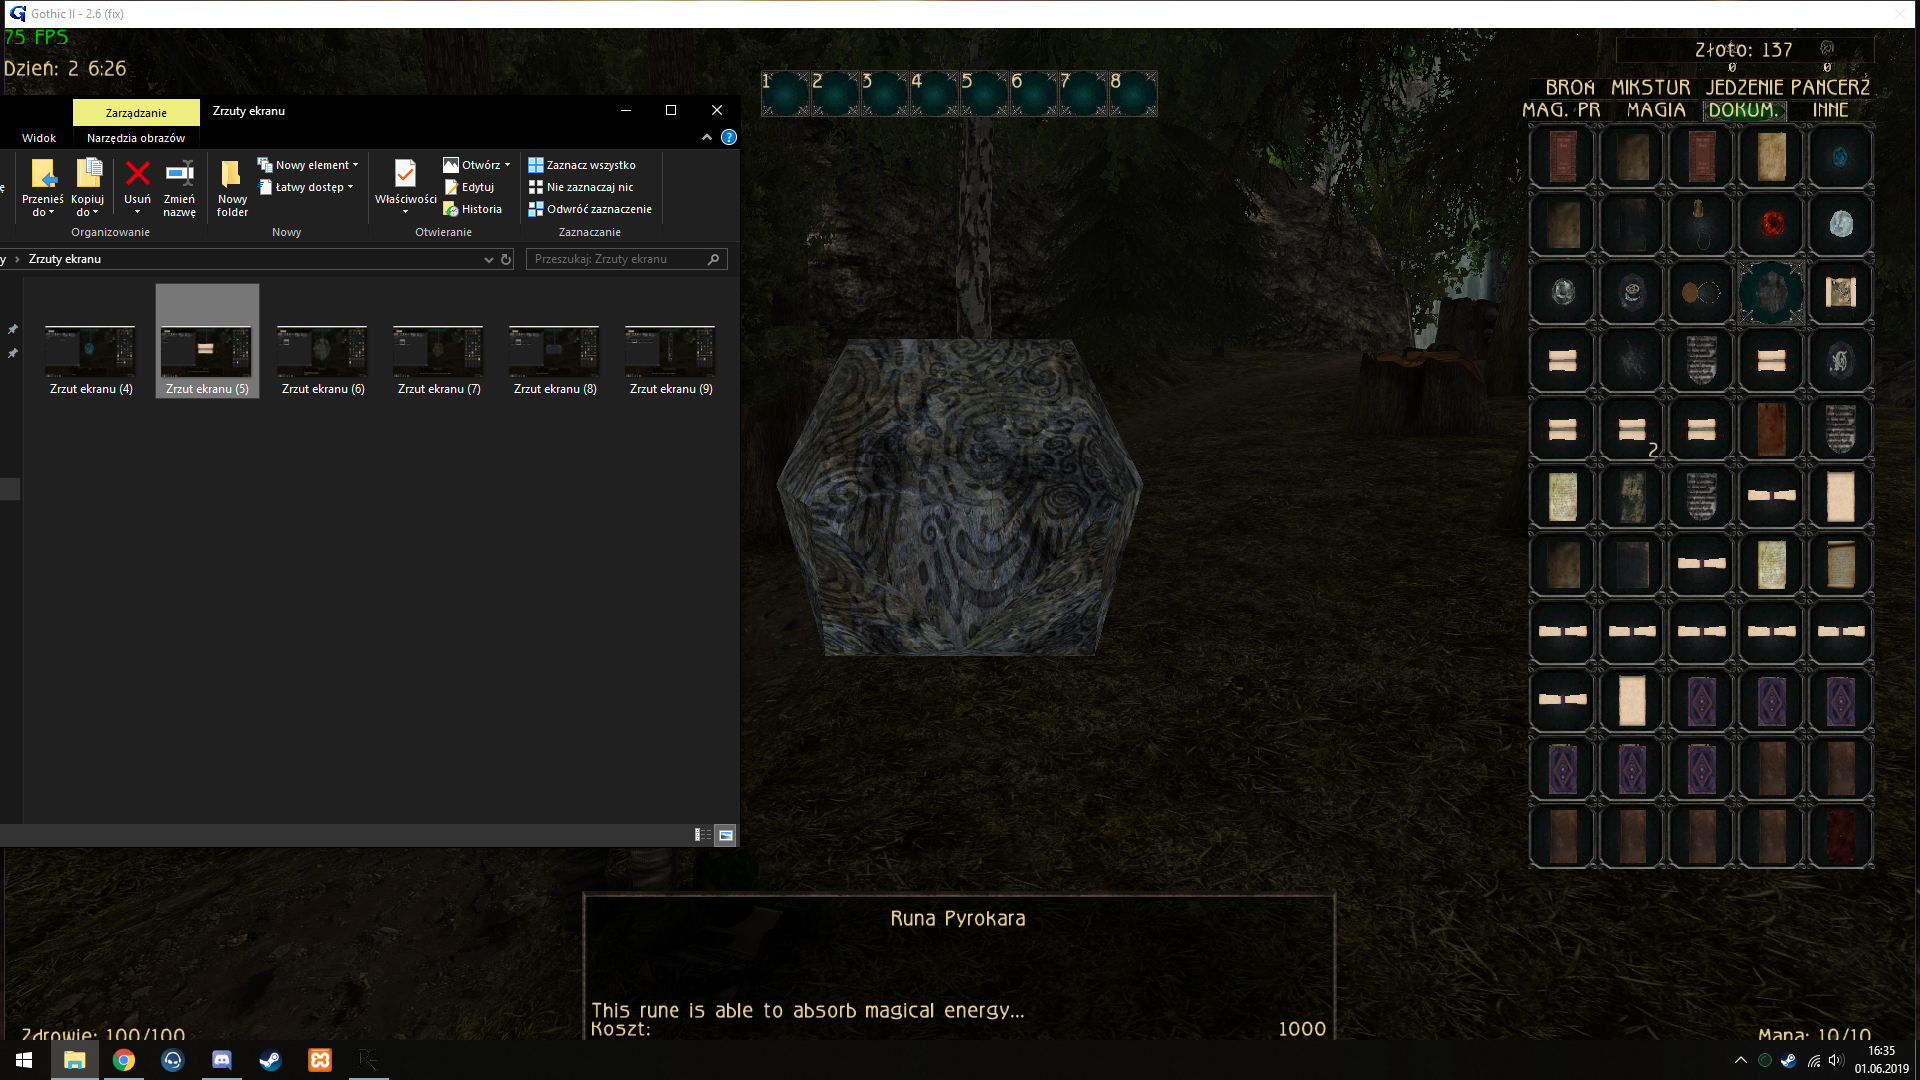 Gothic II - 2.6 (fix)
75 FPS
Dzień: 2 6:26
Zarządzanie
Zrzuty ekranu
Widok
Narzędzia obrazów
Przenieś do
Kopiuj do
Usuń
Zmień nazwę
Organizowanie
Nowy folder
Nowy element
Łatwy dostęp
Nowy
Właściwości
Otwórz
Edytuj
Historia
Otwieranie
Zaznacz wszystko
Nie zaznaczaj nic
Odwróć zaznaczenie
Zaznaczanie
y › Zrzuty ekranu
Przeszukaj: Zrzuty ekranu
Zrzut ekranu (4)
Zrzut ekranu (5)
Zrzut ekranu (6)
Zrzut ekranu (7)
Zrzut ekranu (8)
Zrzut ekranu (9)
1 2 3 4 5 6 7 8
Złoto: 137
0 0
BROń MIKSTUR JEDZENIE PANCERZ
MAG. PR MAGIA DOKUM. INNE
2
Runa Pyrokara
This rune is able to absorb magical energy...
Koszt: 1000
Zdrowie: 100/100
Mana: 10/10
16:35
01.06.2019